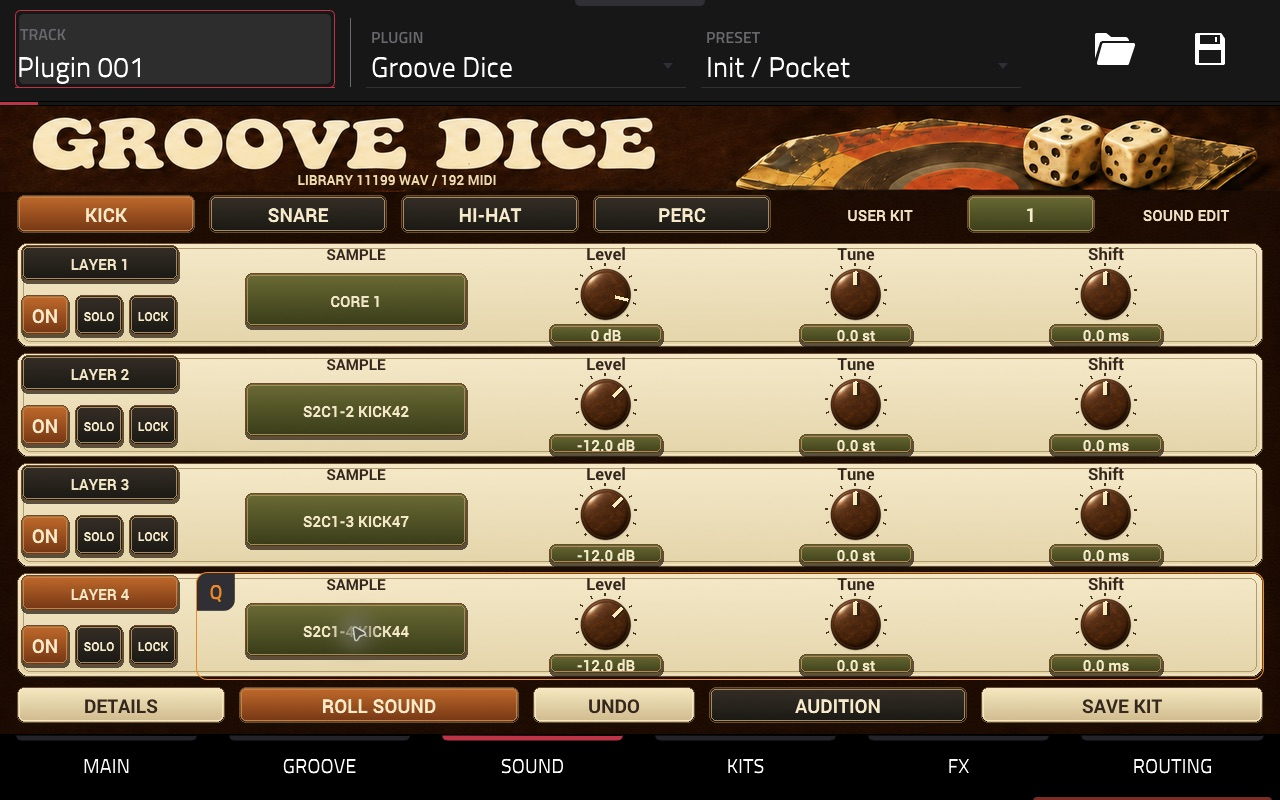 TRACK
Plugin 001
PLUGIN
Groove Dice
PRESET
Init / Pocket
GROOVE DICE
LIBRARY 11199 WAV / 192 MIDI
KICK SNARE HI-HAT PERC USER KIT 1 SOUND EDIT
LAYER 1 SAMPLE Level Tune Shift
ON SOLO LOCK CORE 1
0 dB 0.0 st 0.0 ms
LAYER 2 SAMPLE Level Tune Shift
ON SOLO LOCK S2C1-2 KICK42
-12.0 dB 0.0 st 0.0 ms
LAYER 3 SAMPLE Level Tune Shift
ON SOLO LOCK S2C1-3 KICK47
-12.0 dB 0.0 st 0.0 ms
LAYER 4 Q SAMPLE Level Tune Shift
ON SOLO LOCK S2C1-4 KICK44
-12.0 dB 0.0 st 0.0 ms
DETAILS ROLL SOUND UNDO AUDITION SAVE KIT
MAIN GROOVE SOUND KITS FX ROUTING